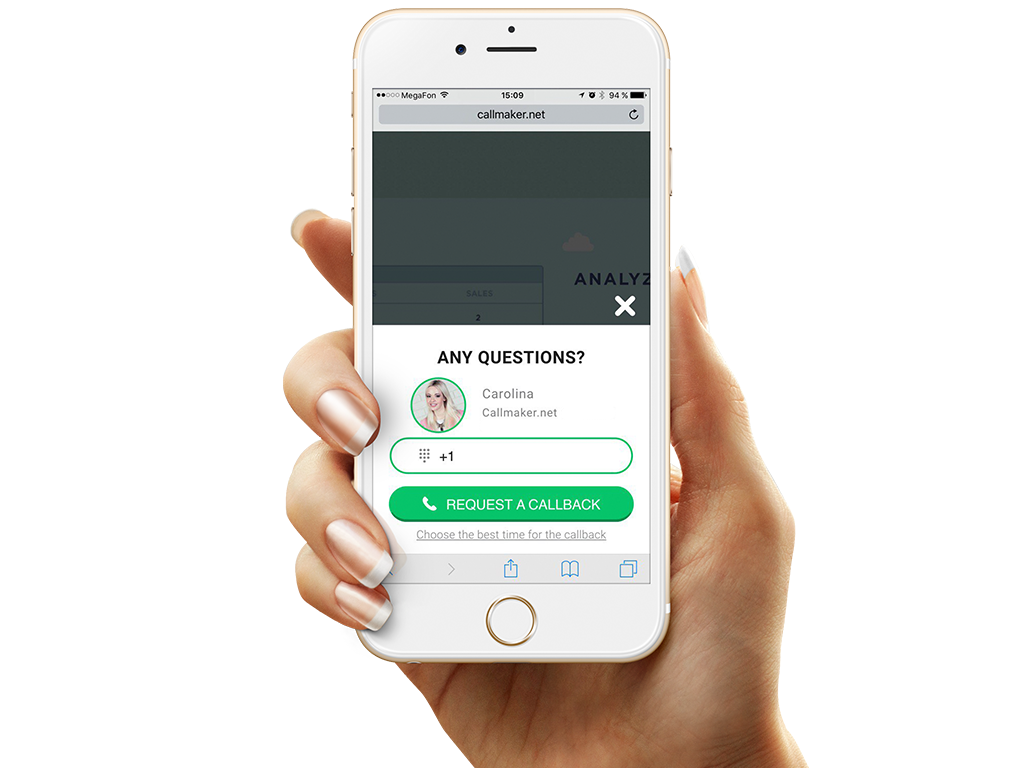 MegaFon 15:09 94 %
callmaker.net
ANALYZ
SALES
2
ANY QUESTIONS?
Carolina
Callmaker.net
+1
REQUEST A CALLBACK
Choose the best time for the callback